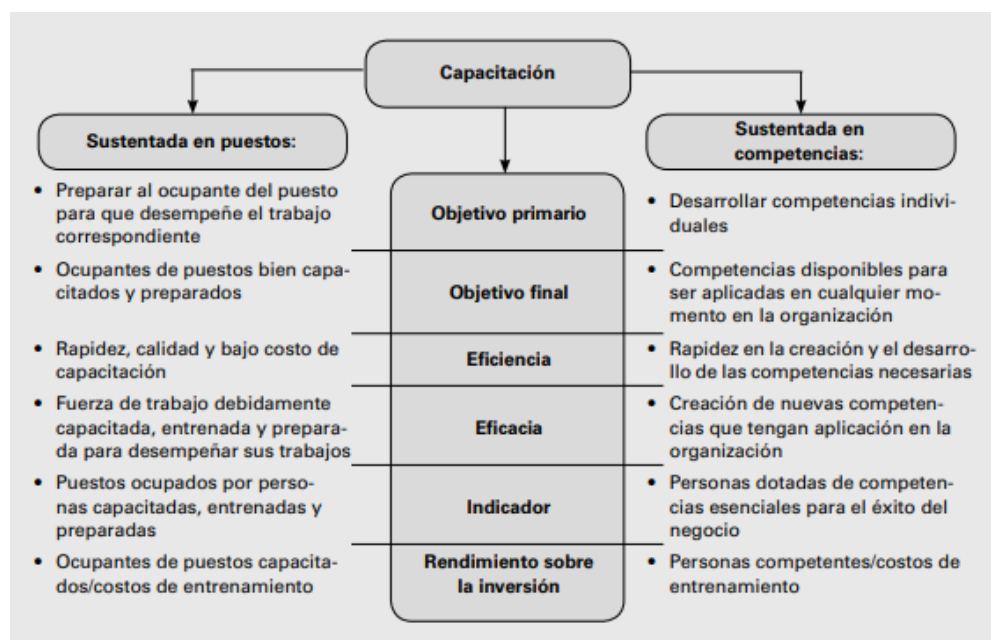 Capacitación
Sustentada en puestos:
Sustentada en
competencias:
• Preparar al ocupante del puesto
para que desempeñe el trabajo
correspondiente
Objetivo primario
• Desarrollar competencias indivi-
duales
• Ocupantes de puestos bien capa-
citados y preparados
Objetivo final
• Competencias disponibles para
ser aplicadas en cualquier mo-
mento en la organización
• Rapidez, calidad y bajo costo de
capacitación
Eficiencia
• Rapidez en la creación y el desarro-
llo de las competencias necesarias
• Fuerza de trabajo debidamente
capacitada, entrenada y prepara-
da para desempeñar sus trabajos
Eficacia
• Creación de nuevas competen-
cias que tengan aplicación en la
organización
• Puestos ocupados por perso-
nas capacitadas, entrenadas y
preparadas
Indicador
• Personas dotadas de competen-
cias esenciales para el éxito del
negocio
• Ocupantes de puestos capacita-
dos/costos de entrenamiento
Rendimiento sobre
la inversión
• Personas competentes/costos de
entrenamiento